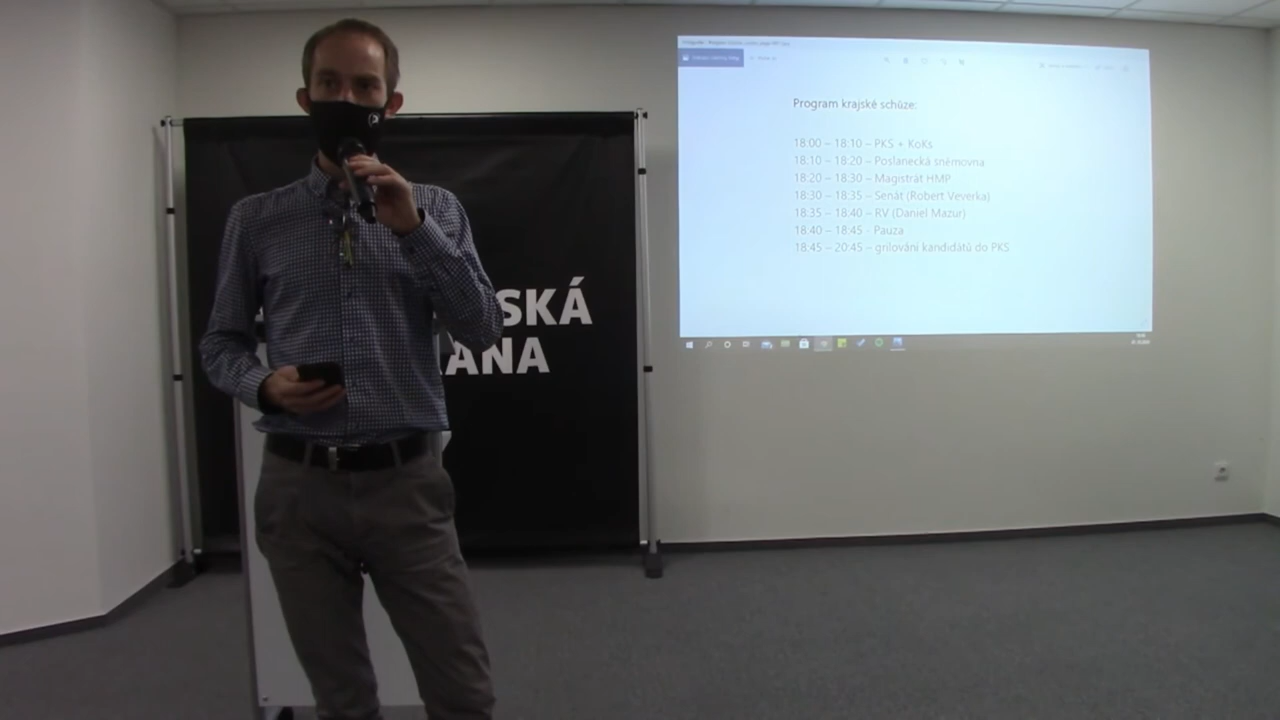 Program krajské schůze:
18:00 – 18:10 – PKS + KoKs
18:10 – 18:20 – Poslanecká sněmovna
18:20 – 18:30 – Magistrát HMP
18:30 – 18:35 – Senát (Robert Veverka)
18:35 – 18:40 – RV (Daniel Mazur)
18:40 – 18:45 - Pauza
18:45 – 20:45 – grilování kandidátů do PKS
SKÁ
ANA